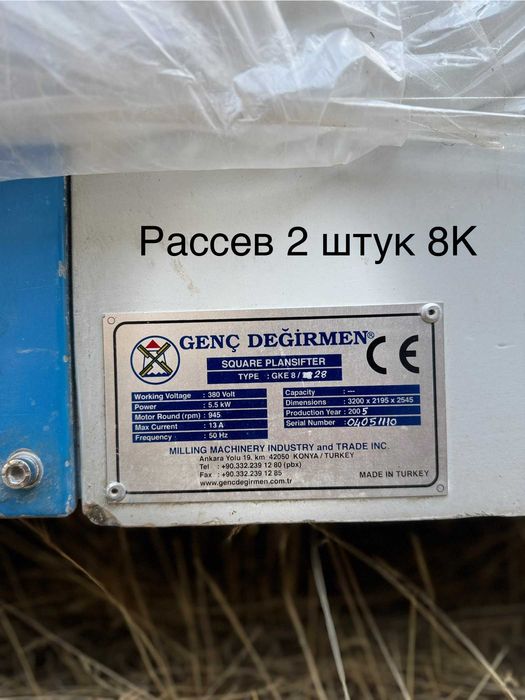 Рассев 2 штук 8K
GENÇ DEĞİRMEN®
CE
SQUARE PLANSIFTER
TYPE : GKE 8/ 28
Working Voltage : 380 Volt
Power : 5.5 kW
Motor Round (rpm) : 945
Max Current : 13 A
Frequency : 50 Hz
Capacity : ---
Dimensions : 3200 x 2195 x 2545
Production Year : 2005
Serial Number : 04051110
MILLING MACHINERY INDUSTRY and TRADE INC.
Ankara Yolu 19. km 42050 KONYA / TURKEY
Tel : +90.332.239 12 80 (pbx)
Fax : +90.332.239 12 85
www.gencdegirmen.com.tr
MADE IN TURKEY